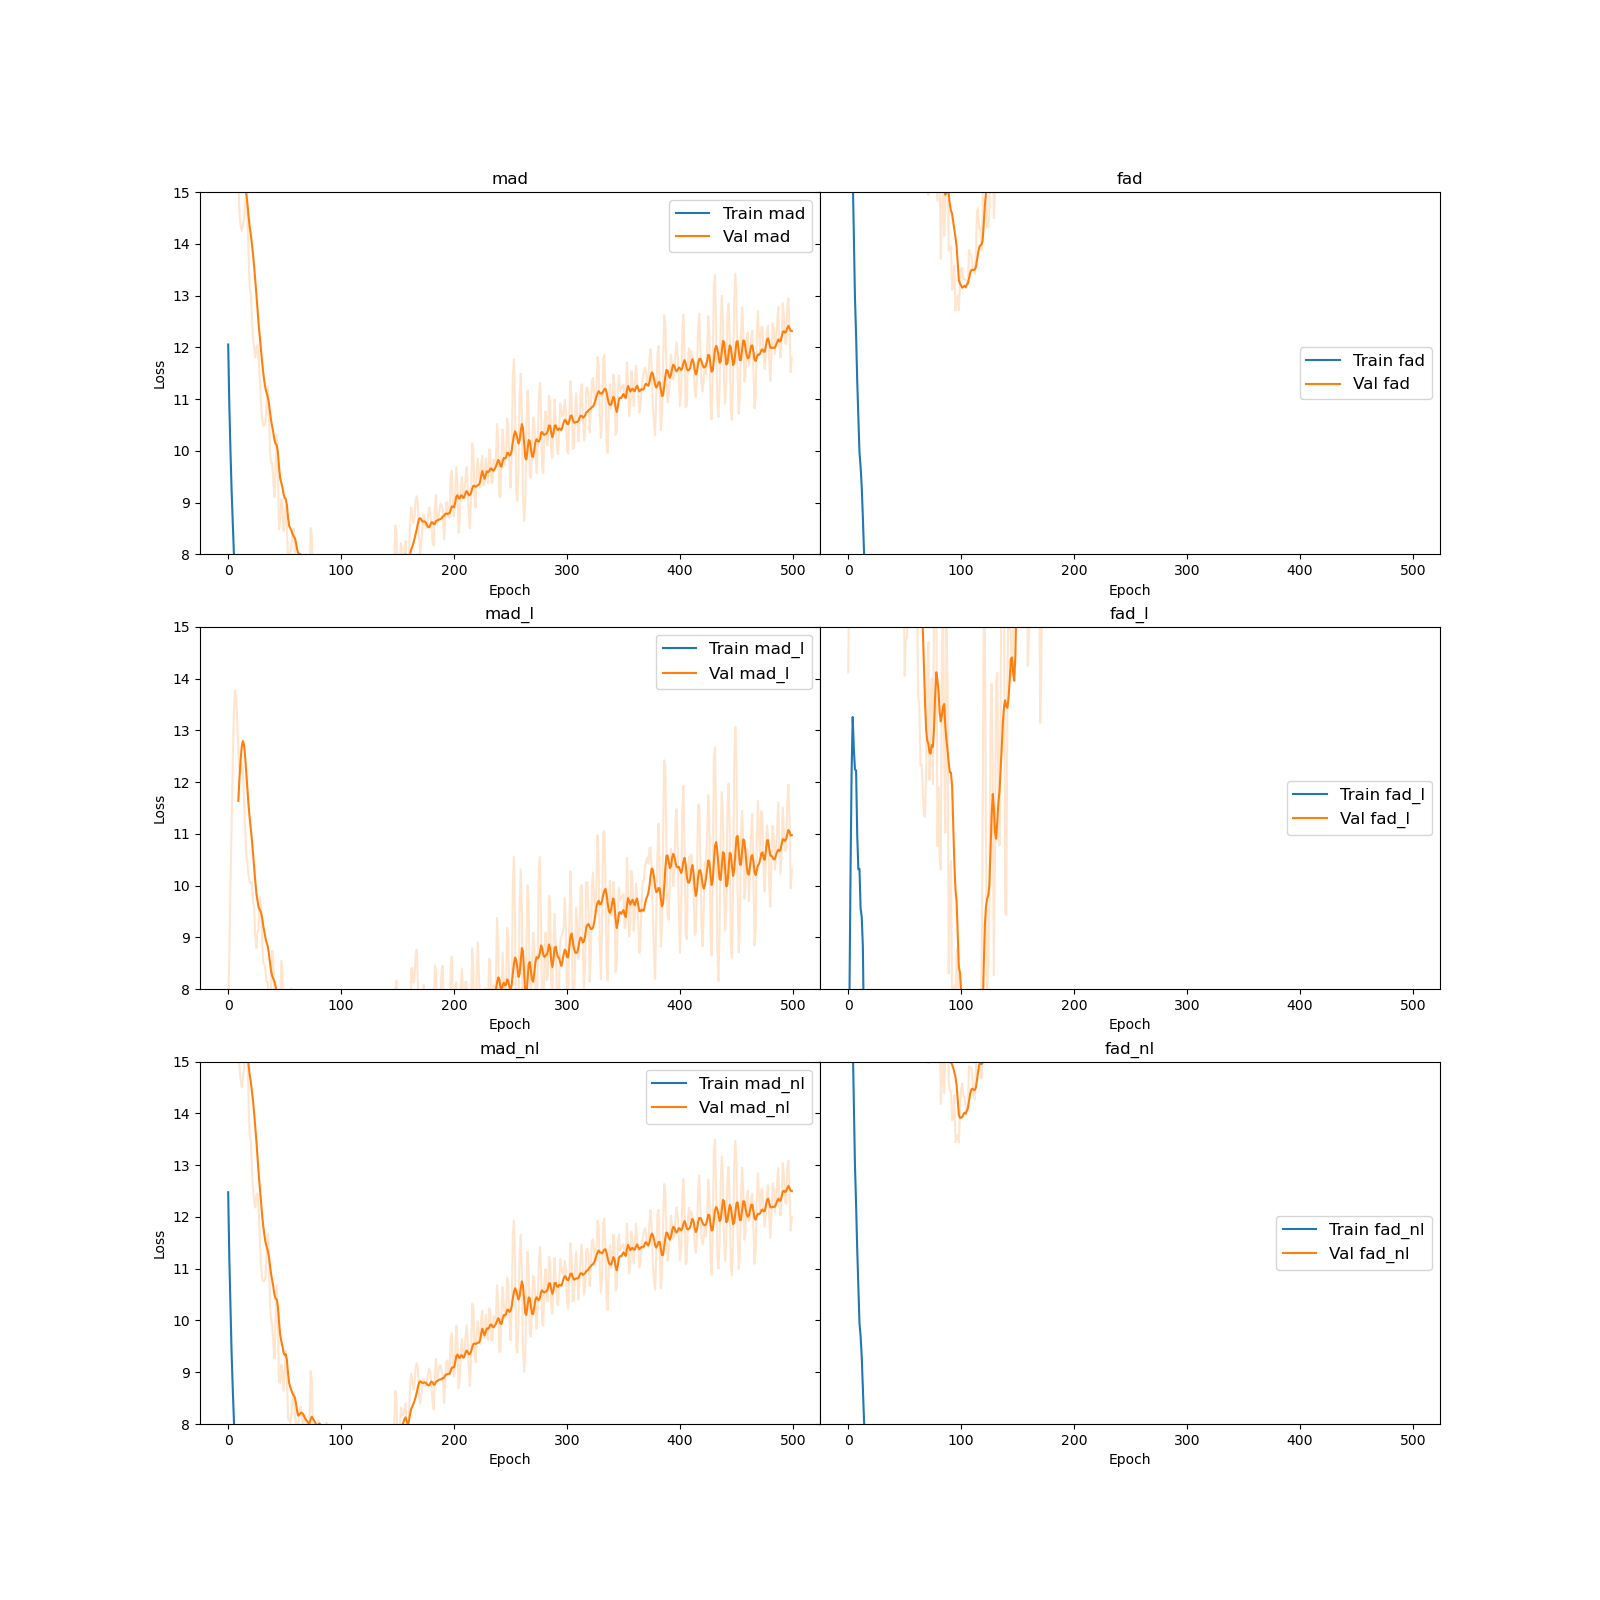 mad
fad
15
14
13
12
11
10
9
8
Loss
Train mad
Val mad
Train fad
Val fad
0 100 200 300 400 500
0 100 200 300 400 500
Epoch
Epoch
mad_l
fad_l
15
14
13
12
11
10
9
8
Loss
Train mad_l
Val mad_l
Train fad_l
Val fad_l
0 100 200 300 400 500
0 100 200 300 400 500
Epoch
Epoch
mad_nl
fad_nl
15
14
13
12
11
10
9
8
Loss
Train mad_nl
Val mad_nl
Train fad_nl
Val fad_nl
0 100 200 300 400 500
0 100 200 300 400 500
Epoch
Epoch